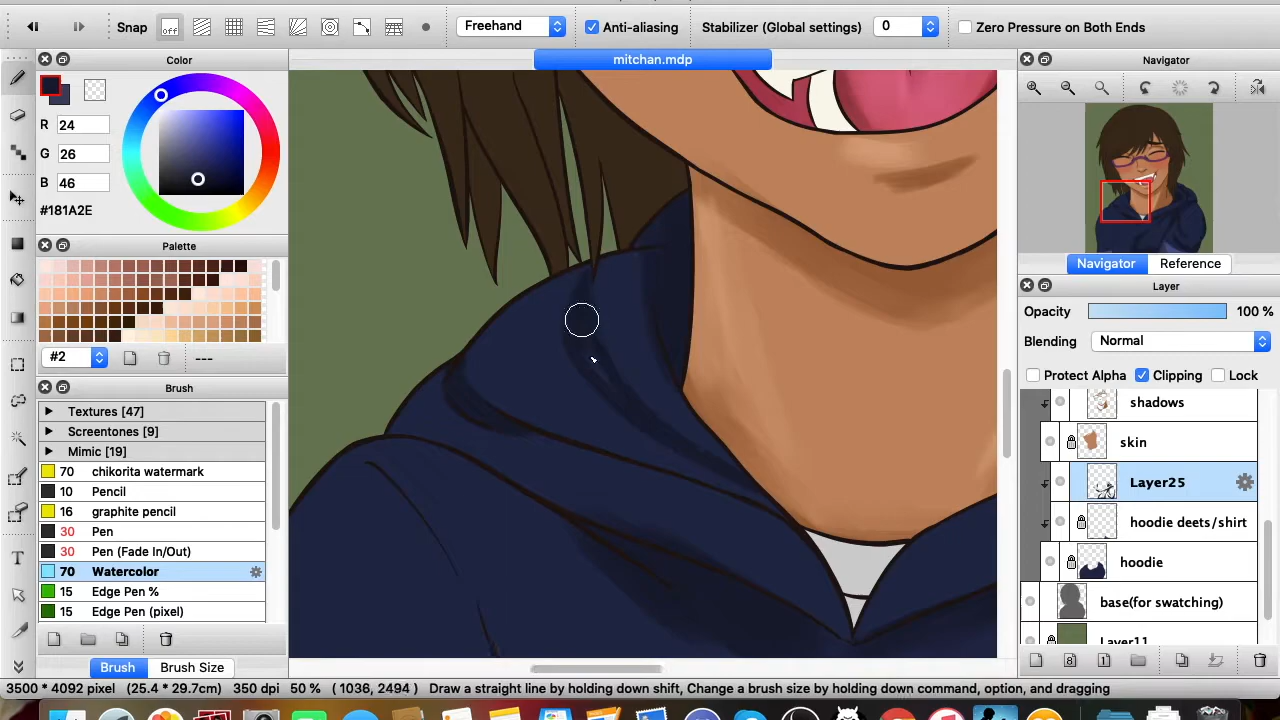 Snap off Freehand Anti-aliasing Stabilizer (Global settings) 0 Zero Pressure on Both Ends
Color
mitchan.mdp
Navigator
R 24
G 26
B 46
#181A2E
Palette
#2 ---
Brush
Textures [47]
Screentones [9]
Mimic [19]
70 chikorita watermark
10 Pencil
16 graphite pencil
30 Pen
30 Pen (Fade In/Out)
70 Watercolor
15 Edge Pen %
15 Edge Pen (pixel)
Brush Brush Size
Navigator Reference
Layer
Opacity 100 %
Blending Normal
Protect Alpha Clipping Lock
shadows
skin
Layer25
hoodie deets/shirt
hoodie
base(for swatching)
Layer11
3500 * 4092 pixel (25.4 * 29.7cm) 350 dpi 50 % ( 1038, 2494 ) Draw a straight line by holding down shift, Change a brush size by holding down command, option, and dragging